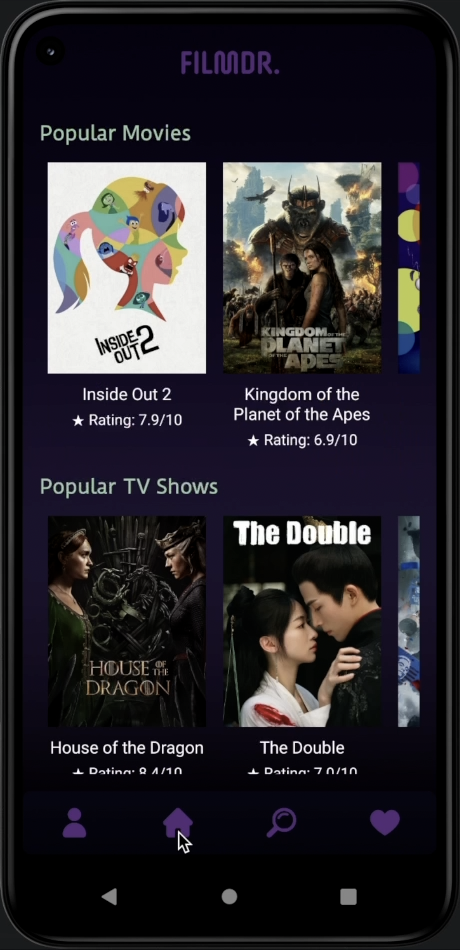 FILMDR.
Popular Movies
INSIDE
OUT 2
KINGDOM OF THE
PLANET
OF THE APES
Inside Out 2
★ Rating: 7.9/10
Kingdom of the
Planet of the Apes
★ Rating: 6.9/10
Popular TV Shows
HOUSE OF THE
DRAGON
The Double
House of the Dragon
★ Rating: 8.4/10
The Double
★ Rating: 7.0/10